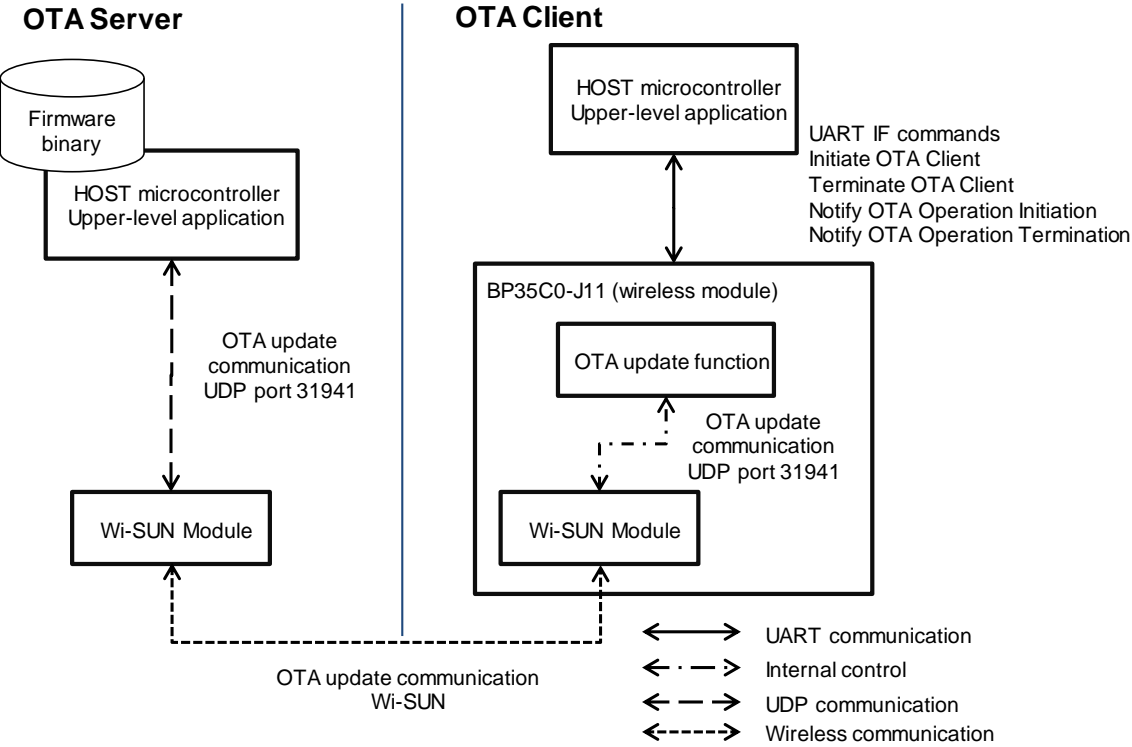 OTA Server
Firmware
binary
HOST microcontroller
Upper-level application
OTA update
communication
UDP port 31941
Wi-SUN Module
OTA Client
HOST microcontroller
Upper-level application
UART IF commands
Initiate OTA Client
Terminate OTA Client
Notify OTA Operation Initiation
Notify OTA Operation Termination
BP35C0-J11 (wireless module)
OTA update function
OTA update
communication
UDP port 31941
Wi-SUN Module
OTA update communication
Wi-SUN
UART communication
Internal control
UDP communication
Wireless communication